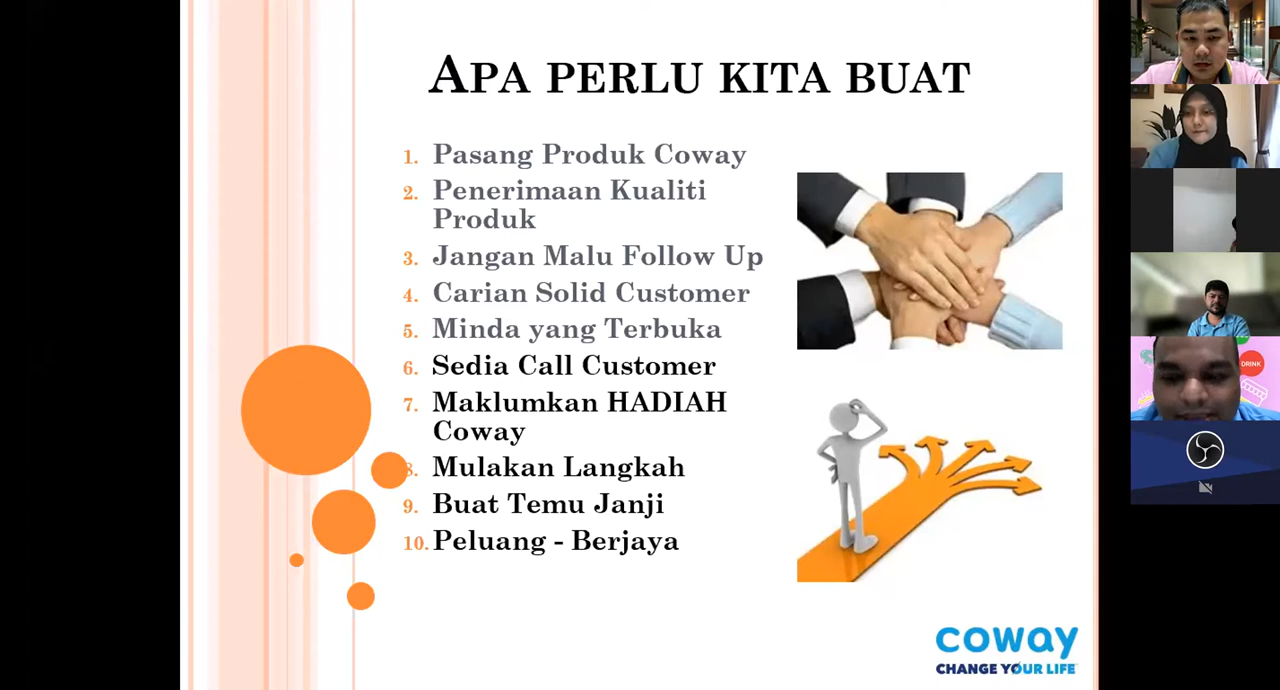 APA PERLU KITA BUAT
1. Pasang Produk Coway
2. Penerimaan Kualiti
Produk
3. Jangan Malu Follow Up
4. Carian Solid Customer
5. Minda yang Terbuka
6. Sedia Call Customer
7. Maklumkan HADIAH
Coway
8. Mulakan Langkah
9. Buat Temu Janji
10. Peluang - Berjaya
coway
CHANGE YOUR LIFE
DRINK